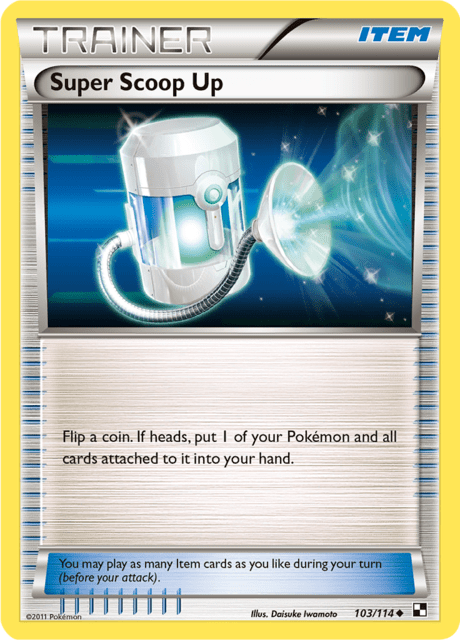 TRAINER
ITEM
Super Scoop Up
Flip a coin. If heads, put 1 of your Pokémon and all
cards attached to it into your hand.
You may play as many Item cards as you like during your turn
(before your attack).
©2011 Pokémon
Illus. Daisuke Iwamoto
103/114